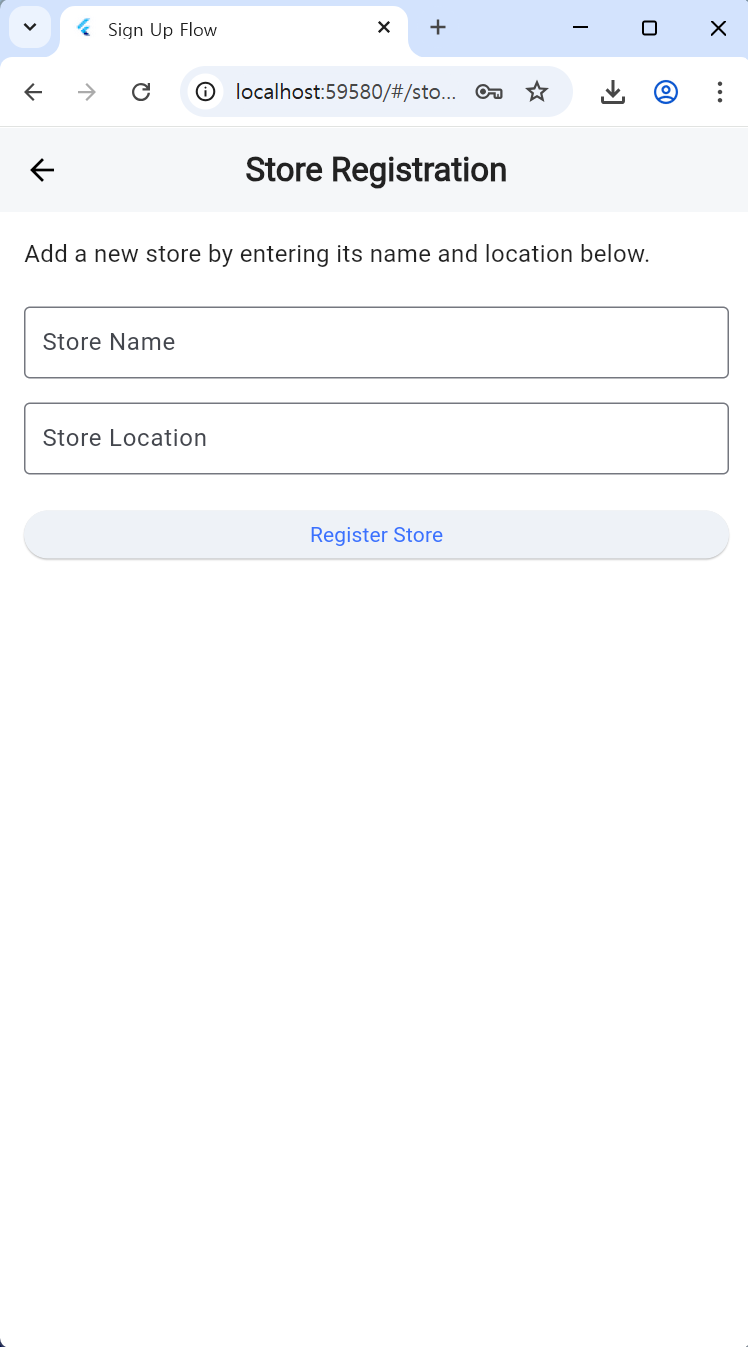 Sign Up Flow
localhost:59580/#/sto...
Store Registration
Add a new store by entering its name and location below.
Store Name
Store Location
Register Store